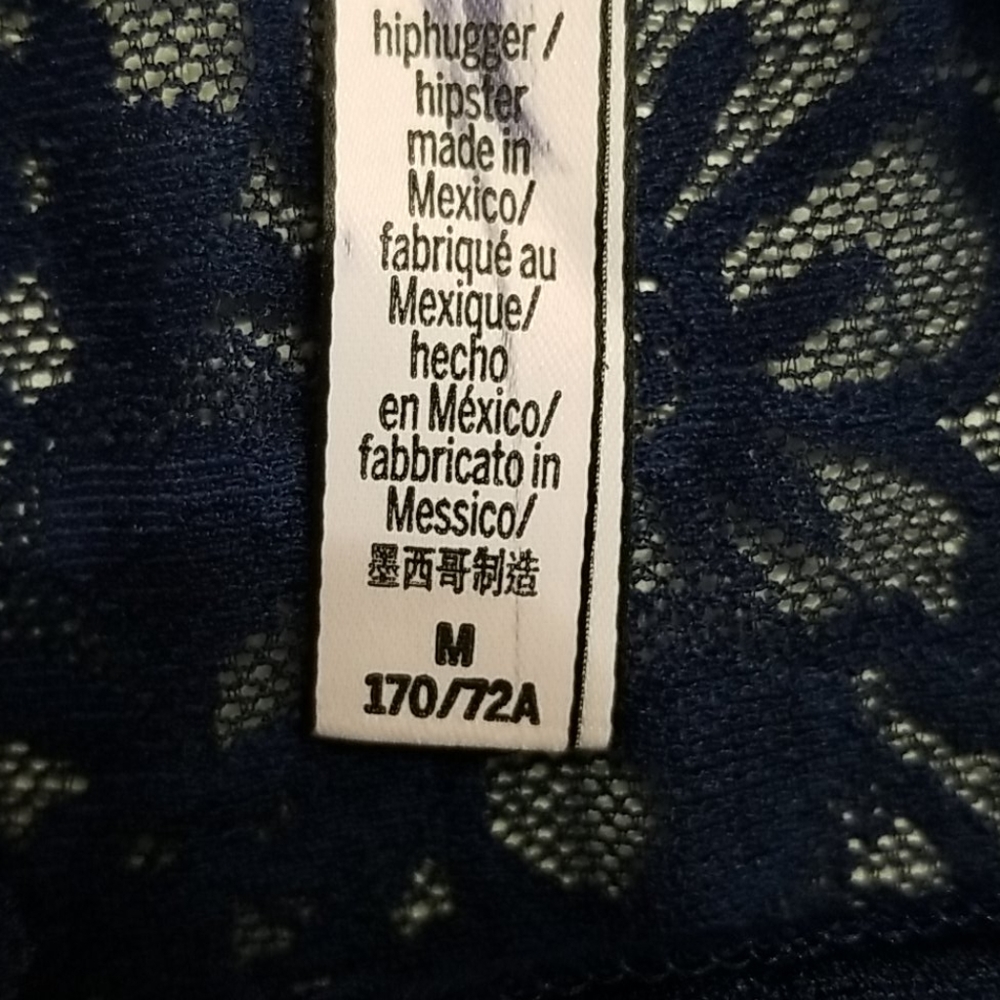 hiphugger /
hipster
made in
Mexico/
fabriqué au
Mexique/
hecho
en México/
fabbricato in
Messico/
墨西哥制造
M
170/72A